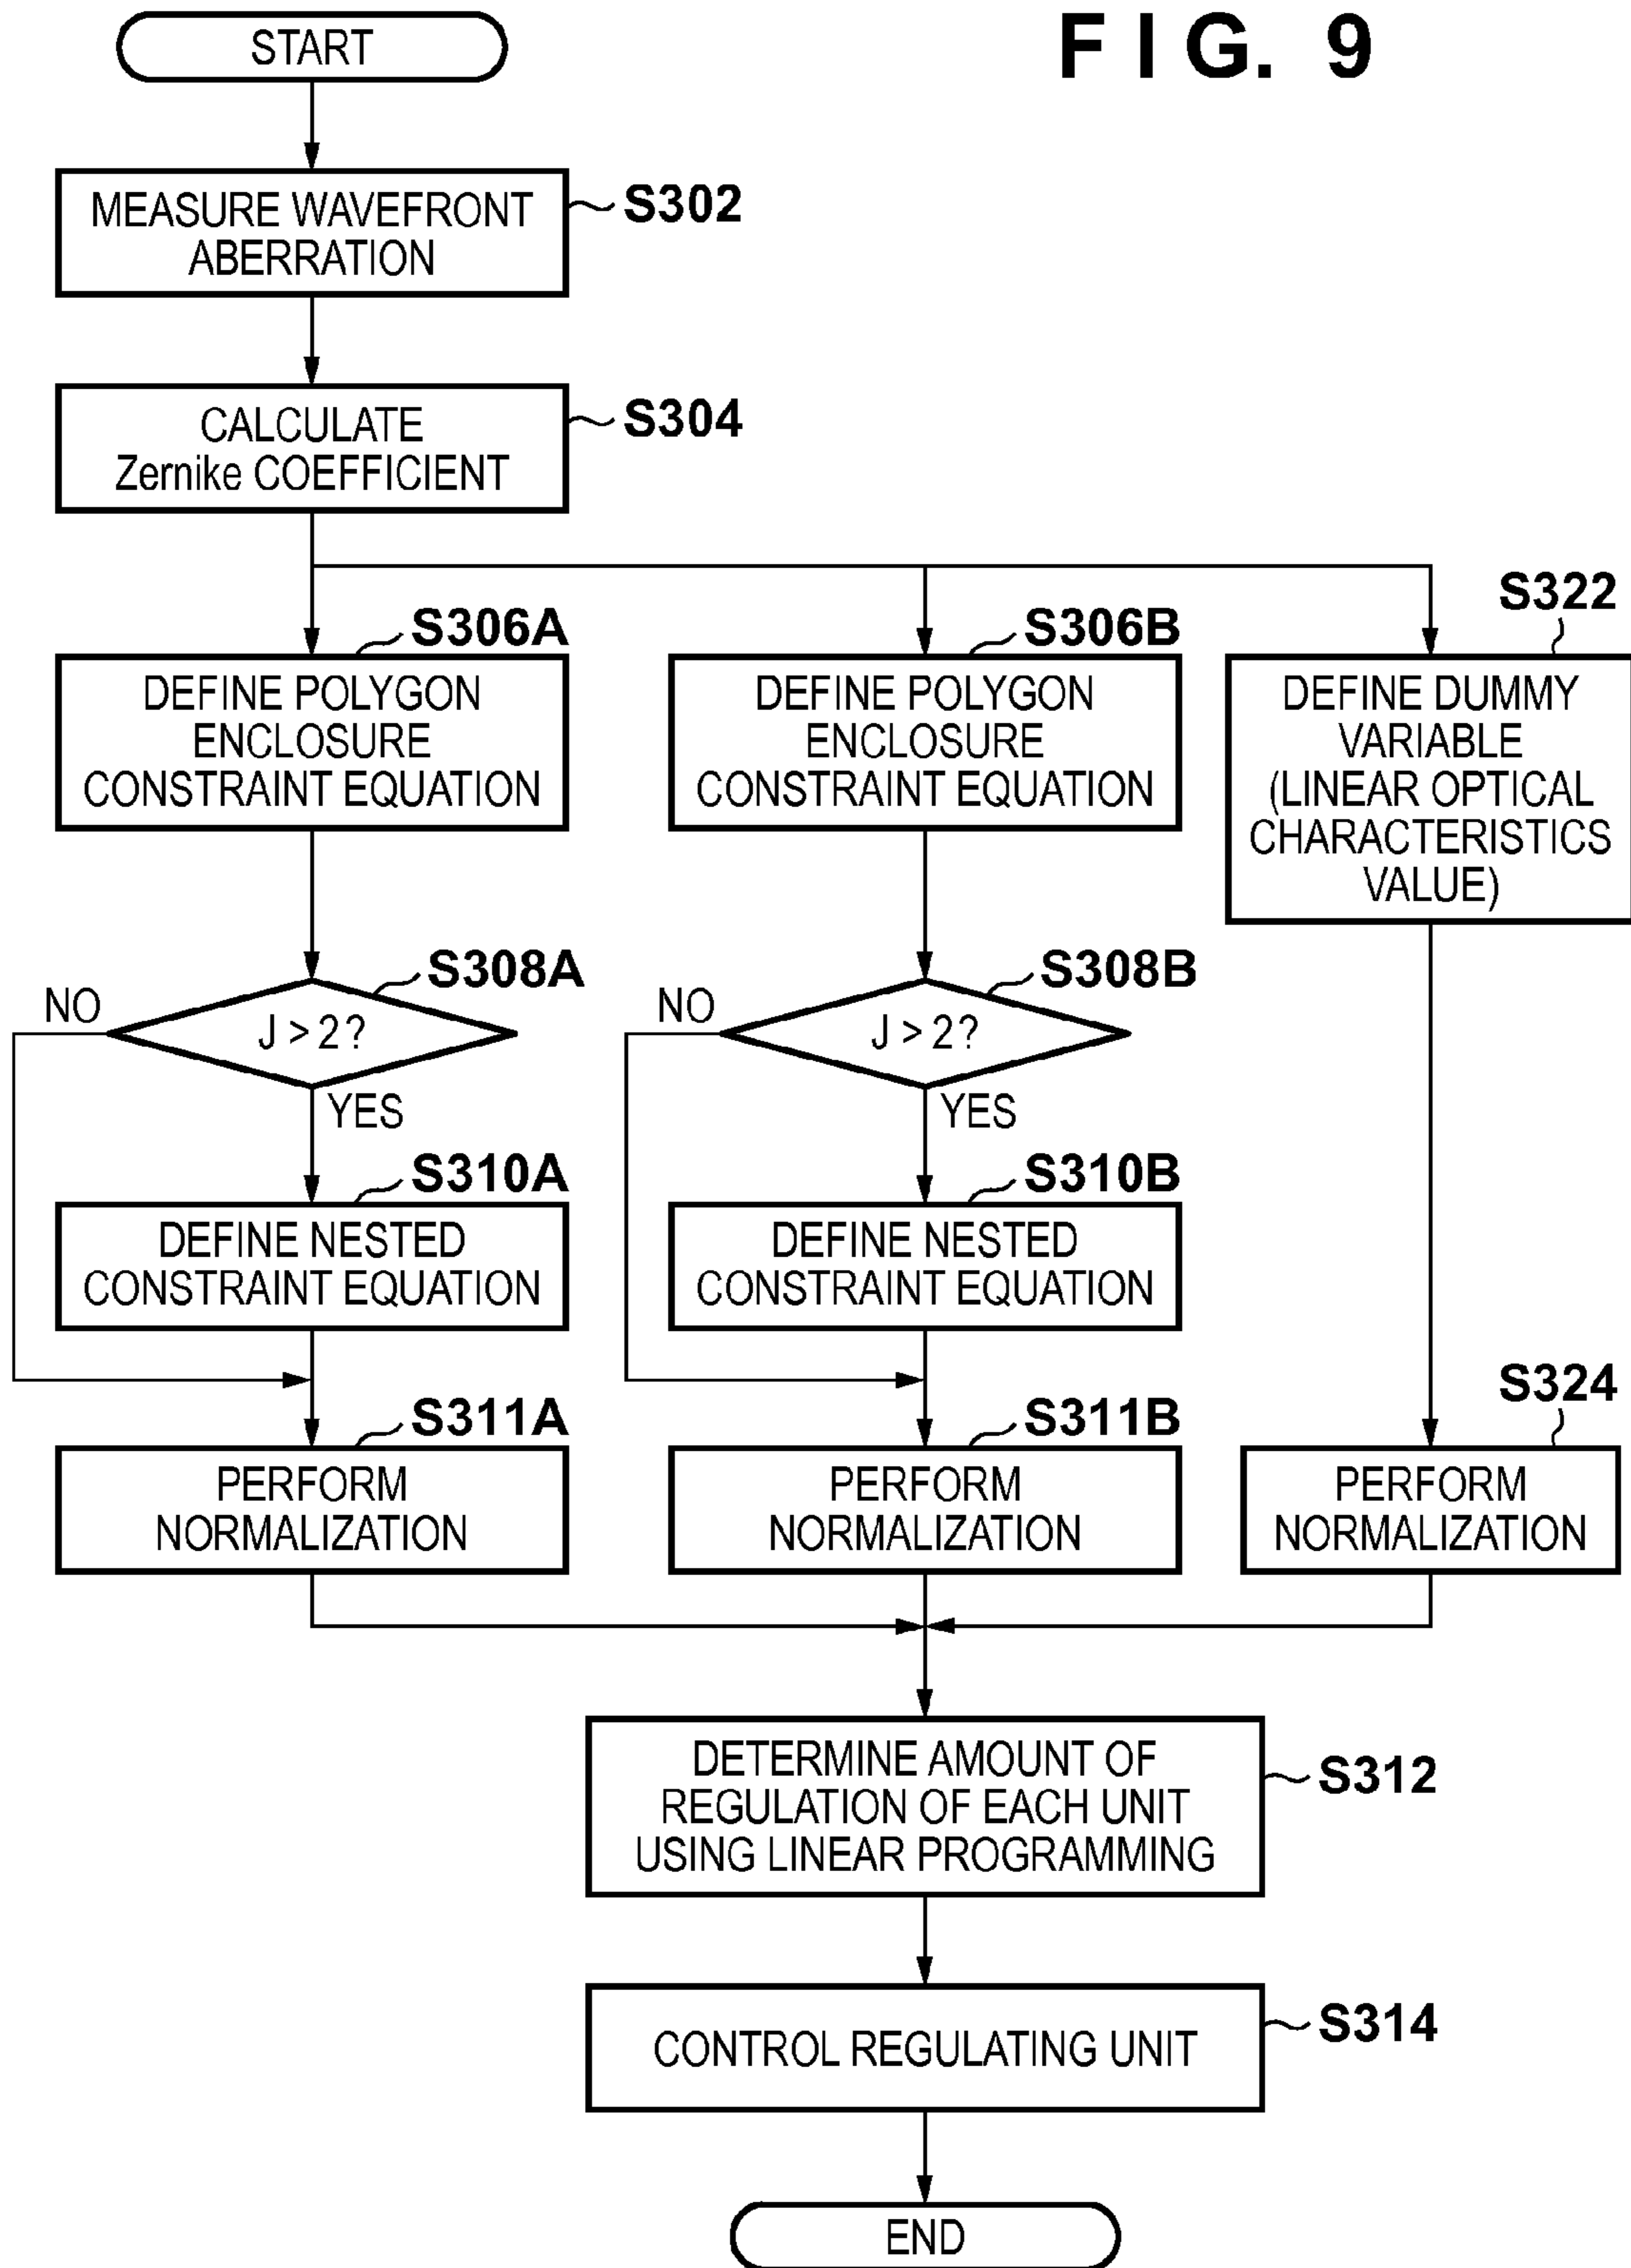 START
F I G. 9
MEASURE WAVEFRONT
ABERRATION
S302
CALCULATE
Zernike COEFFICIENT
S304
S306A
DEFINE POLYGON
ENCLOSURE
CONSTRAINT EQUATION
S306B
DEFINE POLYGON
ENCLOSURE
CONSTRAINT EQUATION
S322
DEFINE DUMMY
VARIABLE
(LINEAR OPTICAL
CHARACTERISTICS
VALUE)
S308A
NO
J > 2?
YES
S308B
NO
J > 2?
YES
S310A
DEFINE NESTED
CONSTRAINT EQUATION
S310B
DEFINE NESTED
CONSTRAINT EQUATION
S311A
PERFORM
NORMALIZATION
S311B
PERFORM
NORMALIZATION
S324
PERFORM
NORMALIZATION
DETERMINE AMOUNT OF
REGULATION OF EACH UNIT
USING LINEAR PROGRAMMING
S312
CONTROL REGULATING UNIT
S314
END